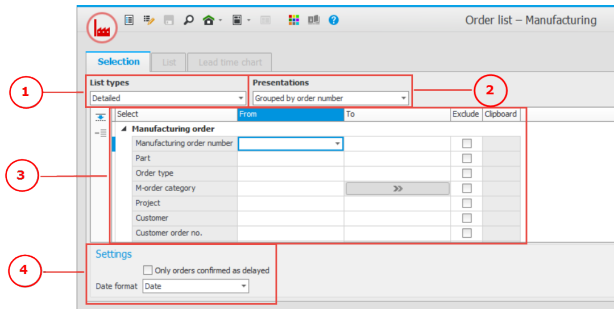 Order list – Manufacturing
Selection List Lead time chart
List types Presentations
1 2
Detailed Grouped by order number
Select From To Exclude Clipboard
Manufacturing order number
Manufacturing order
Part
Order type
3
M-order category
Project
Customer
Customer order no.
Settings
4
Only orders confirmed as delayed
Date format Date